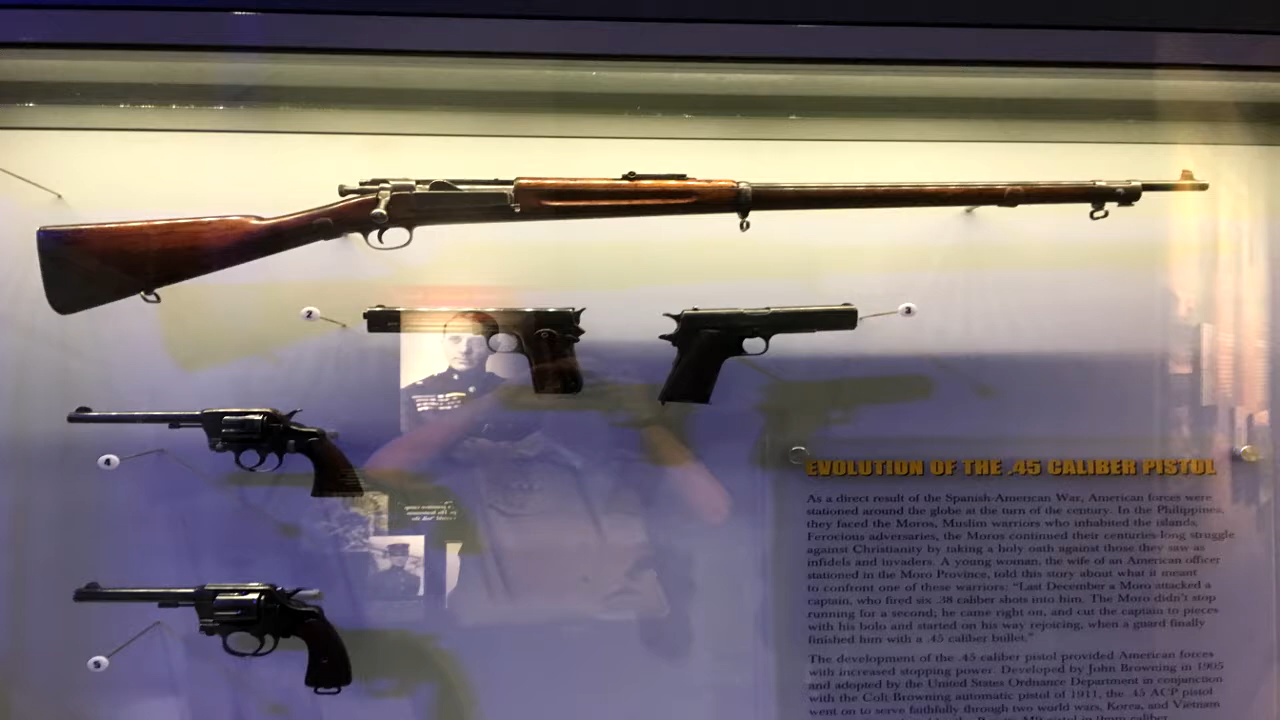 2
3
4
5
EVOLUTION OF THE .45 CALIBER PISTOL
As a direct result of the Spanish-American War, American forces were
stationed around the globe at the turn of the century. In the Philippines,
they faced the Moros, Muslim warriors who inhabited the islands.
Ferocious adversaries, the Moros continued their centuries-long struggle
against Christianity by taking a holy oath against those they saw as
infidels and invaders. A young woman, the wife of an American officer
stationed in the Moro Province, told this story about what it meant
to confront one of these warriors: "Last December a Moro attacked a
captain, who fired six .38 caliber shots into him. The Moro didn't stop
running for a second; he came right on, and cut the captain to pieces
with his bolo and started on his way rejoicing, when a guard finally
finished him with a .45 caliber bullet."
The development of the .45 caliber pistol provided American forces
with increased stopping power. Developed by John Browning in 1905
and adopted by the United States Ordnance Department in conjunction
with the Colt-Browning automatic pistol of 1911, the .45 ACP pistol
went on to serve faithfully through two world wars, Korea, and Vietnam